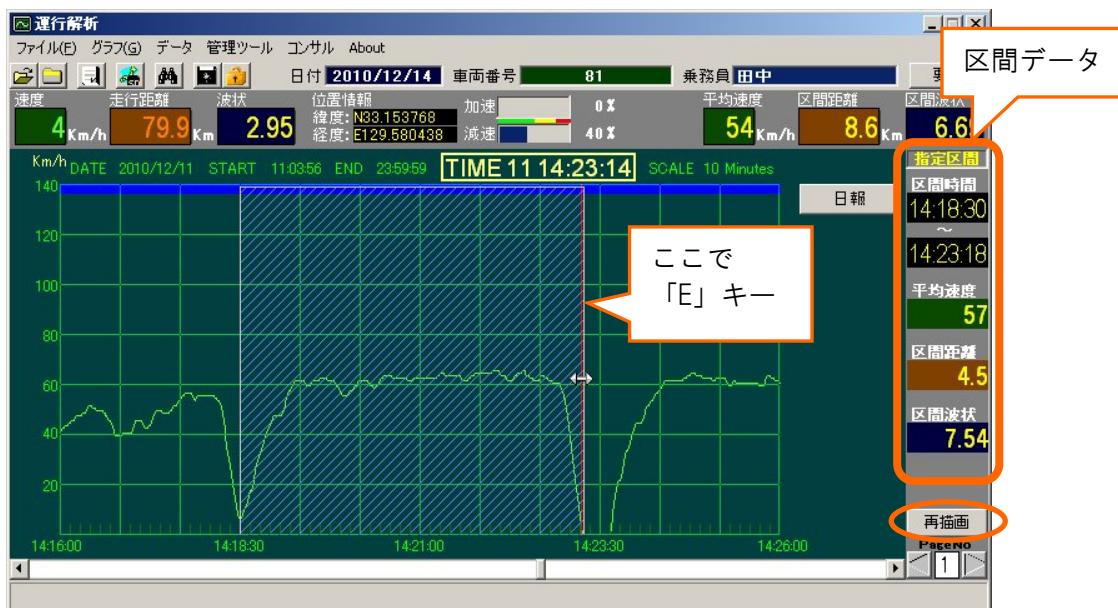 運行解析
ファイル(F) グラフ(G) データ 管理ツール コンサル About
日付 2010/12/14 車両番号 81 乗務員 田中
速度 走行距離 波状 位置情報 加速 0 % 平均速度 区間距離 区間波状
緯度: N33.153768
4 Km/h 79.9 Km 2.95 経度: E129.580438 減速 40 % 54 Km/h 8.6 Km
区間データ
Km/h DATE 2010/12/11 START 11:03:56 END 23:59:59 TIME 11 14:23:14 SCALE 10 Minutes
指定区間
140
日報
区間時間
14:18:30
～
14:23:18
120
ここで
「E」キー
100
平均速度
57
80
区間距離
4.5
60
区間波状
7.54
40
20
再描画
14:16:00 14:18:30 14:21:00 14:23:30 14:26:00
PageNo
1